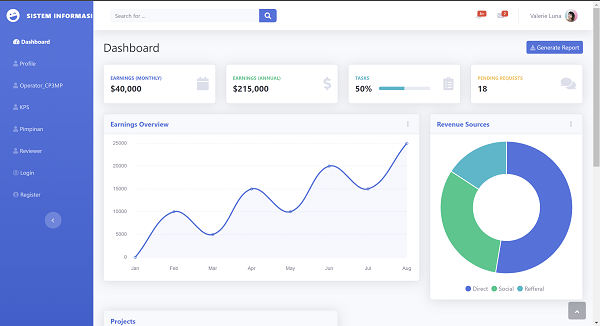 SISTEM INFORMASI
Search for ...
3+
7
Valerie Luna
Dashboard
Profile
Operator_CP3MP
KPS
Pimpinan
Reviewer
Login
Register
Dashboard
Generate Report
EARNINGS (MONTHLY)
$40,000
EARNINGS (ANNUAL)
$215,000
TASKS
50%
PENDING REQUESTS
18
Earnings Overview
25000
20000
15000
10000
5000
0
Jan Feb Mar Apr May Jun Jul Aug
Revenue Sources
Direct Social Refferal
Projects